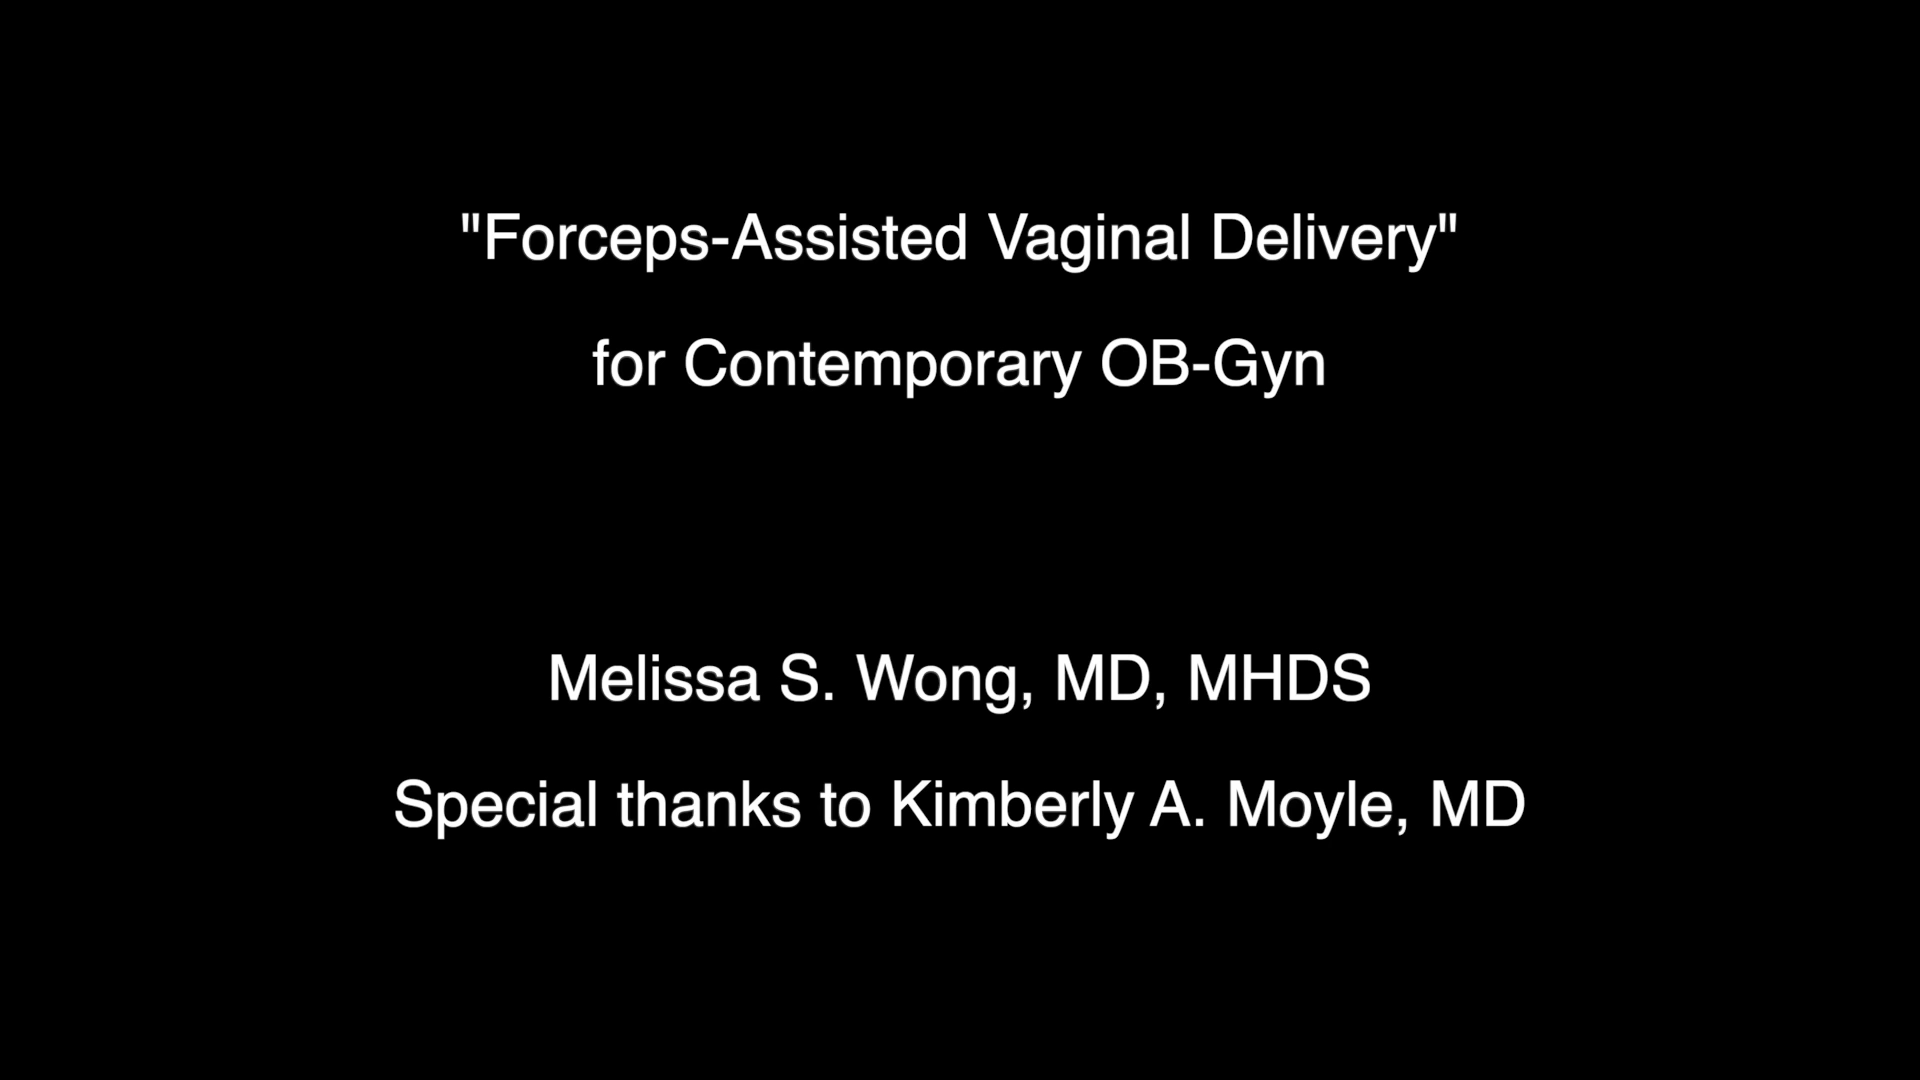 "Forceps-Assisted Vaginal Delivery"
for Contemporary OB-Gyn
Melissa S. Wong, MD, MHDS
Special thanks to Kimberly A. Moyle, MD